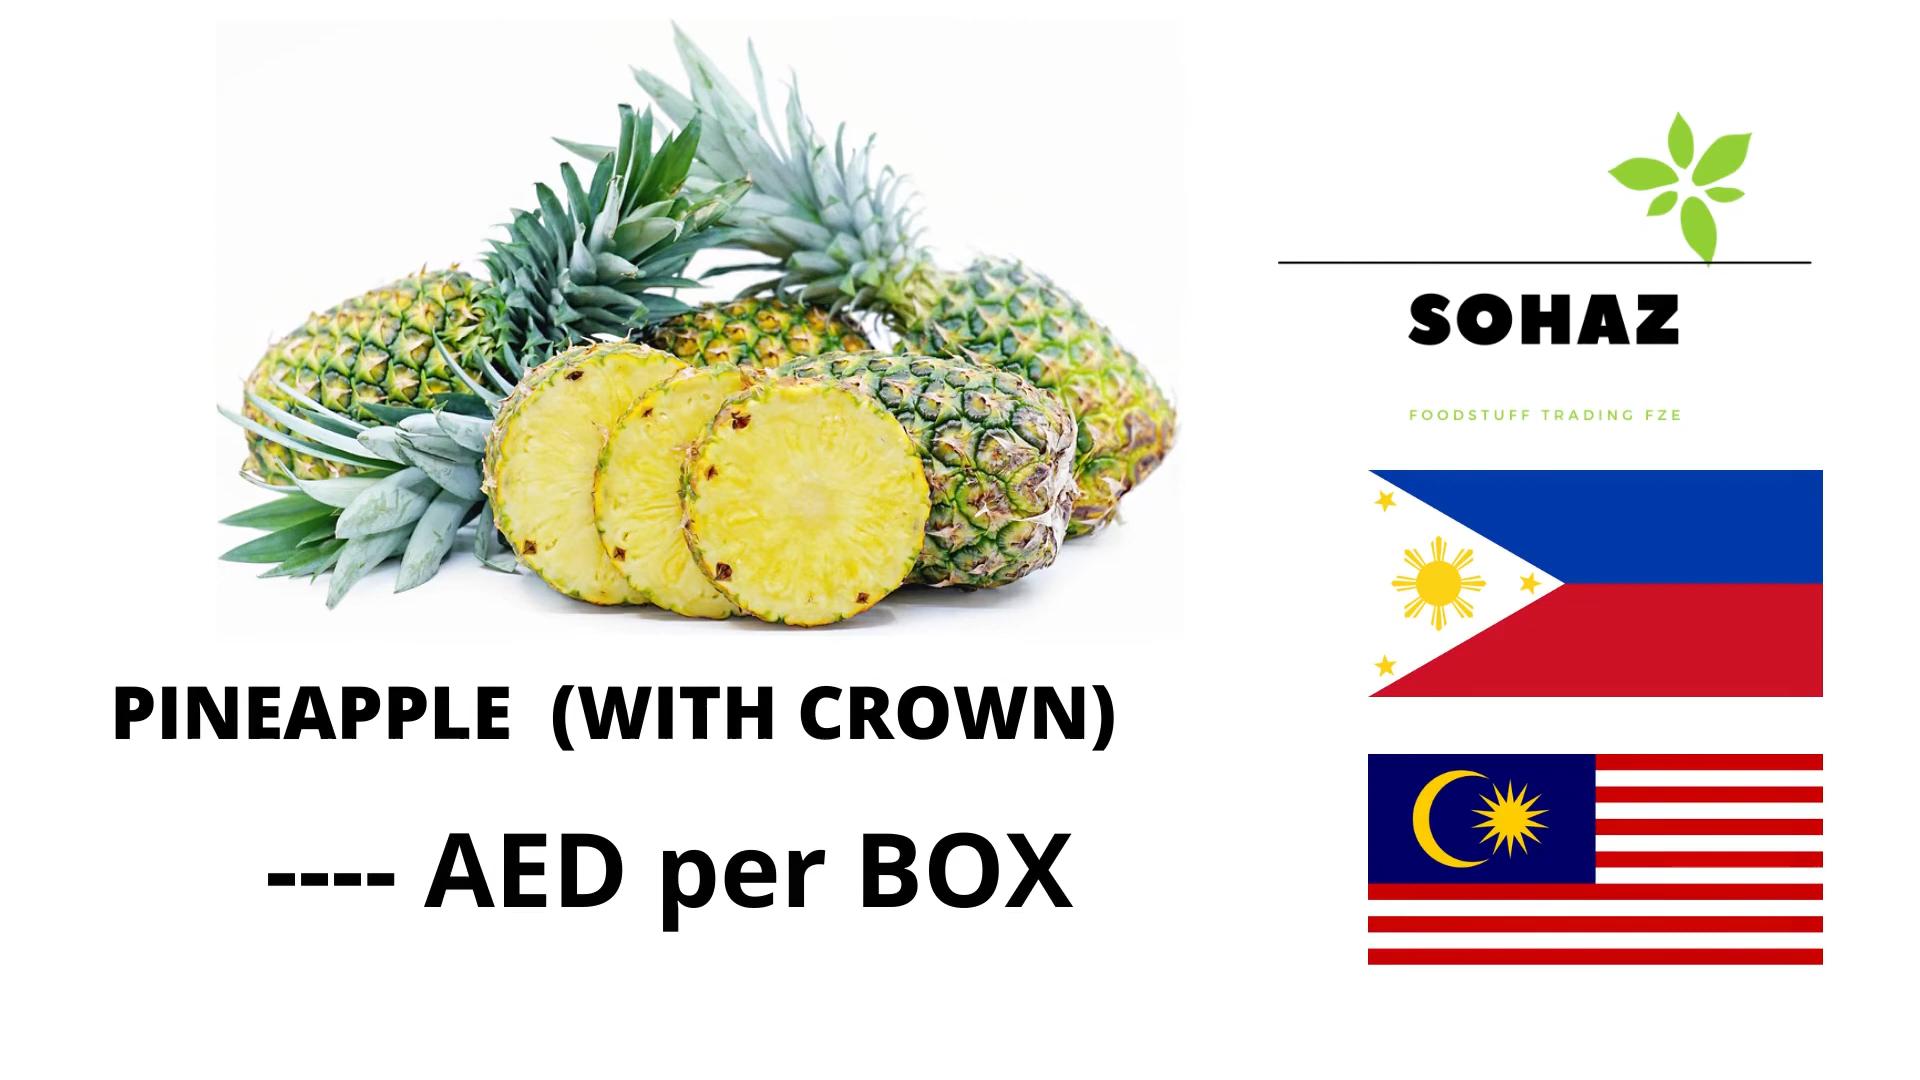 SOHAZ
FOODSTUFF TRADING FZE
PINEAPPLE (WITH CROWN)
---- AED per BOX